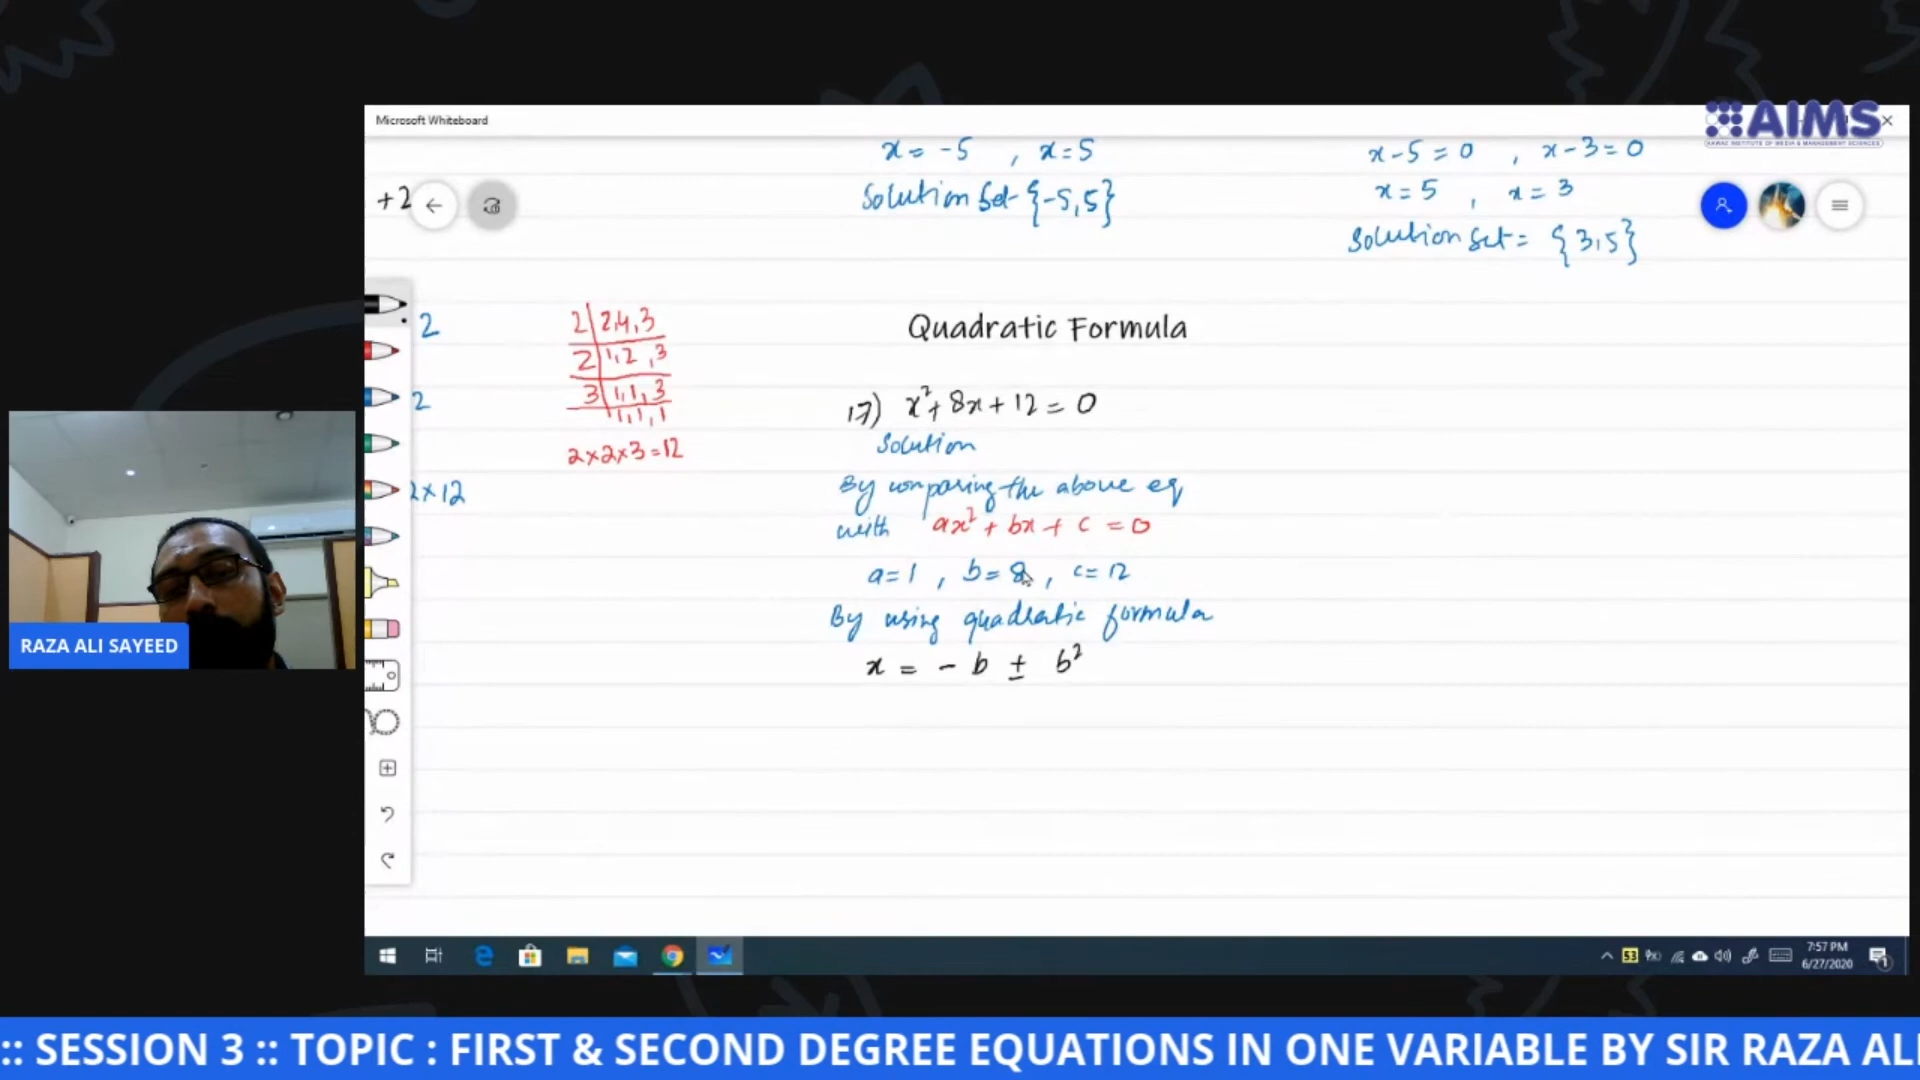 Microsoft Whiteboard
AIMS
x = -5 , x=5
x-5=0 , x-3=0
+2
Solution Set {-5,5}
x=5 , x=3
Solution Set = {3,5}
2
2
2 x 12
2 | 2,4,3
2 | 1,2,3
3 | 1,1,3
1,1,1
2x2x3=12
Quadratic Formula
17) x²+8x+12=0
Solution
By comparing the above eq
with ax²+bx+c=0
a=1 , b=8 , c=12
By using quadratic formula
x = -b ± b²
RAZA ALI SAYEED
53
7:57 PM
6/27/2020
1
:: SESSION 3 :: TOPIC : FIRST & SECOND DEGREE EQUATIONS IN ONE VARIABLE BY SIR RAZA ALI